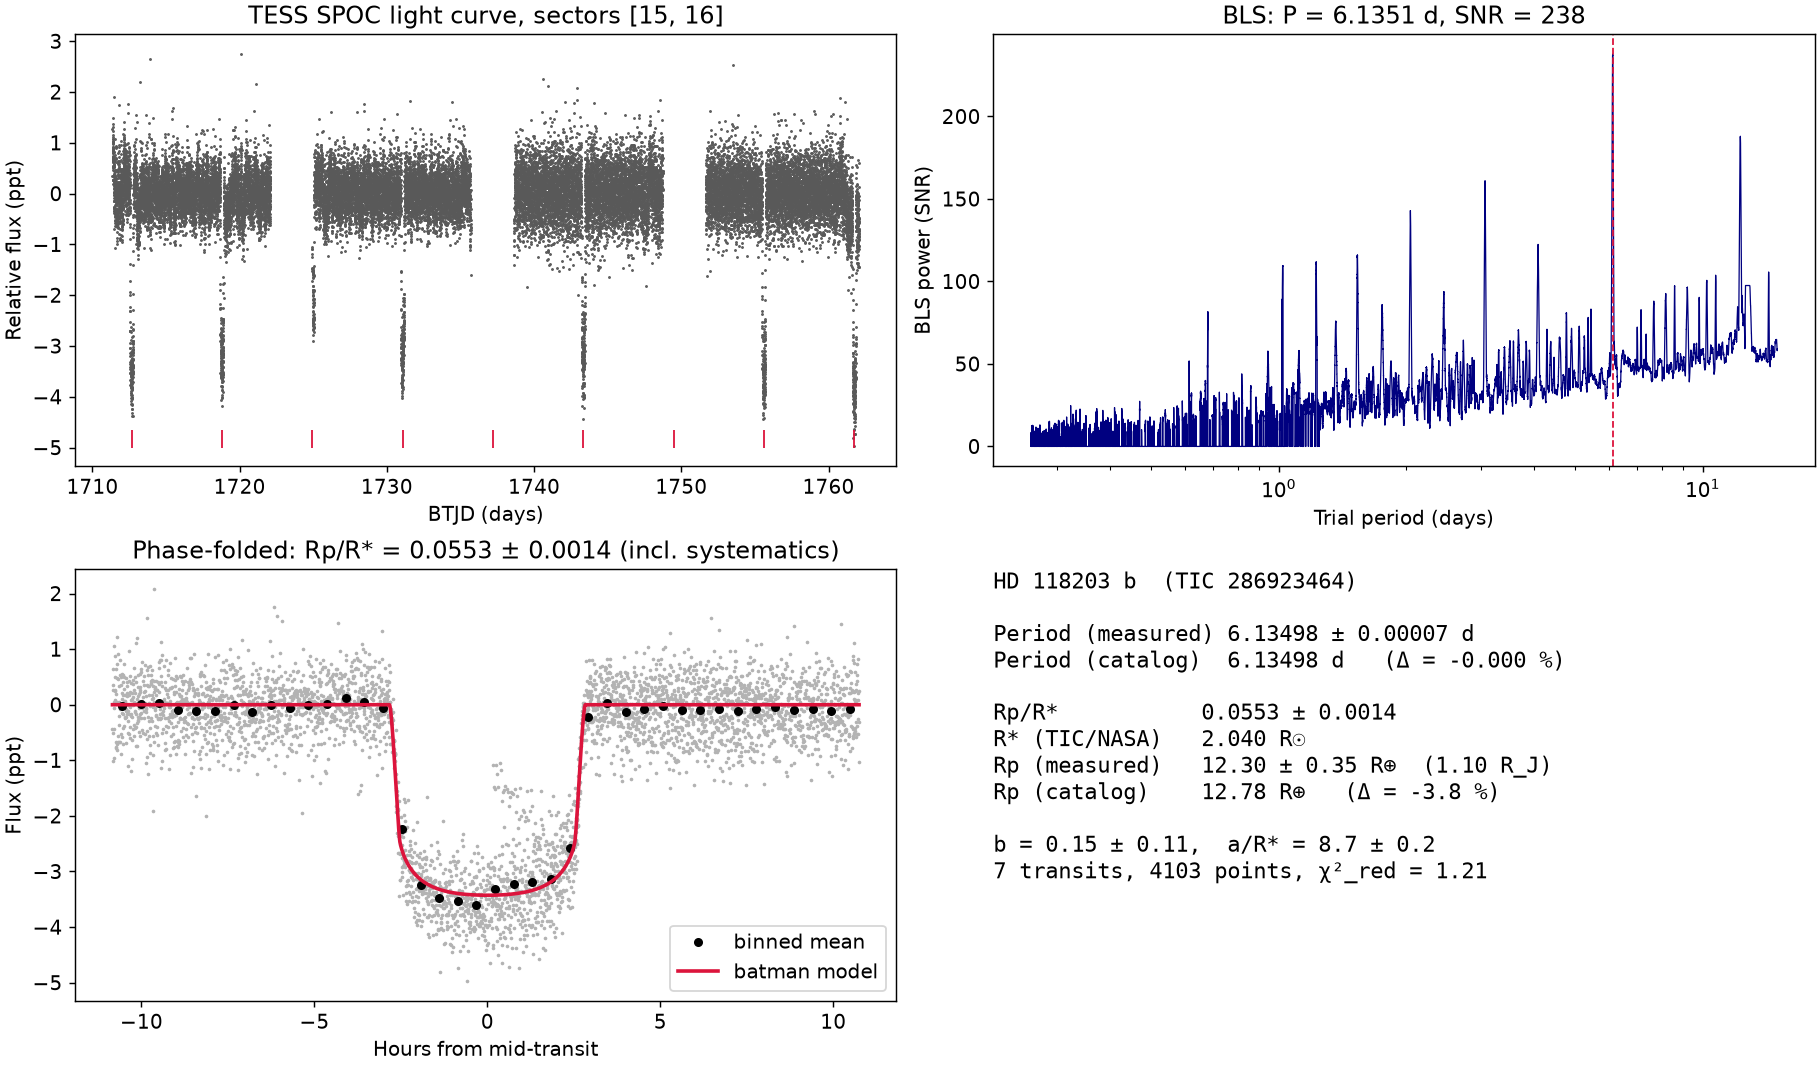 TESS SPOC light curve, sectors [15, 16]
3
2
1
0
−1
−2
−3
−4
−5
Relative flux (ppt)
1710
1720
1730
1740
1750
1760
BTJD (days)
BLS: P = 6.1351 d, SNR = 238
200
150
100
50
0
BLS power (SNR)
10⁰
10¹
Trial period (days)
Phase-folded: Rp/R* = 0.0553 ± 0.0014 (incl. systematics)
2
1
0
−1
−2
−3
−4
−5
Flux (ppt)
−10
−5
0
5
10
Hours from mid-transit
binned mean
batman model
HD 118203 b (TIC 286923464)
Period (measured) 6.13498 ± 0.00007 d
Period (catalog) 6.13498 d (Δ = -0.000 %)
Rp/R* 0.0553 ± 0.0014
R* (TIC/NASA) 2.040 R☉
Rp (measured) 12.30 ± 0.35 R⊕ (1.10 R_J)
Rp (catalog) 12.78 R⊕ (Δ = -3.8 %)
b = 0.15 ± 0.11, a/R* = 8.7 ± 0.2
7 transits, 4103 points, χ²_red = 1.21